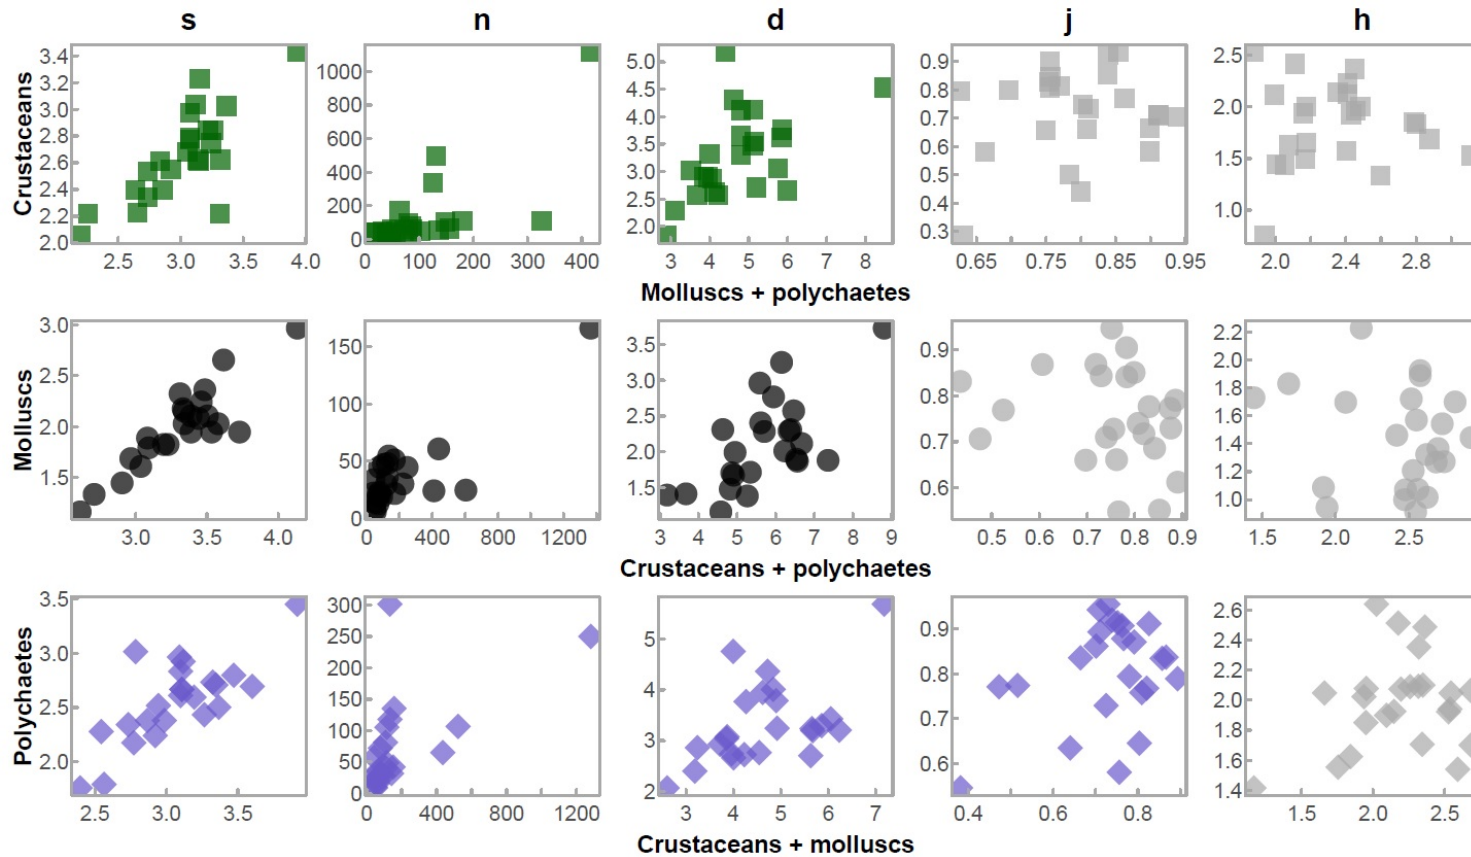 s n d j h
Crustaceans
3.4 3.2 3.0 2.8 2.6 2.4 2.2 2.0
2.5 3.0 3.5 4.0
1000 800 600 400 200 0
0 100 200 300 400
5.0 4.5 4.0 3.5 3.0 2.5 2.0
3 4 5 6 7 8
0.9 0.8 0.7 0.6 0.5 0.4 0.3
0.65 0.75 0.85 0.95
2.5 2.0 1.5 1.0
2.0 2.4 2.8
Molluscs + polychaetes
Molluscs
3.0 2.5 2.0 1.5
3.0 3.5 4.0
150 100 50 0
0 400 800 1200
3.5 3.0 2.5 2.0 1.5
3 4 5 6 7 8 9
0.9 0.8 0.7 0.6
0.5 0.6 0.7 0.8 0.9
2.2 2.0 1.8 1.6 1.4 1.2 1.0
1.5 2.0 2.5
Crustaceans + polychaetes
Polychaetes
3.5 3.0 2.5 2.0
2.5 3.0 3.5
300 250 200 150 100 50 0
0 400 800 1200
5 4 3 2
3 4 5 6 7
0.9 0.8 0.7 0.6
0.4 0.6 0.8
2.6 2.4 2.2 2.0 1.8 1.6 1.4
1.5 2.0 2.5
Crustaceans + molluscs